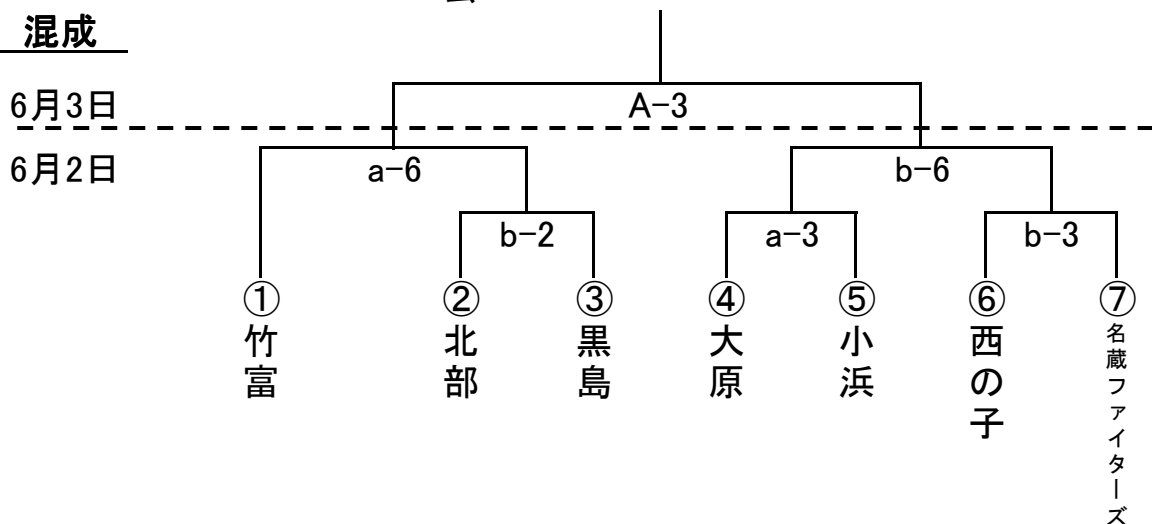 混成
6月3日
A-3
6月2日
a-6
b-6
b-2
a-3
b-3
①竹富
②北部
③黒島
④大原
⑤小浜
⑥西の子
⑦名蔵ファイターズ